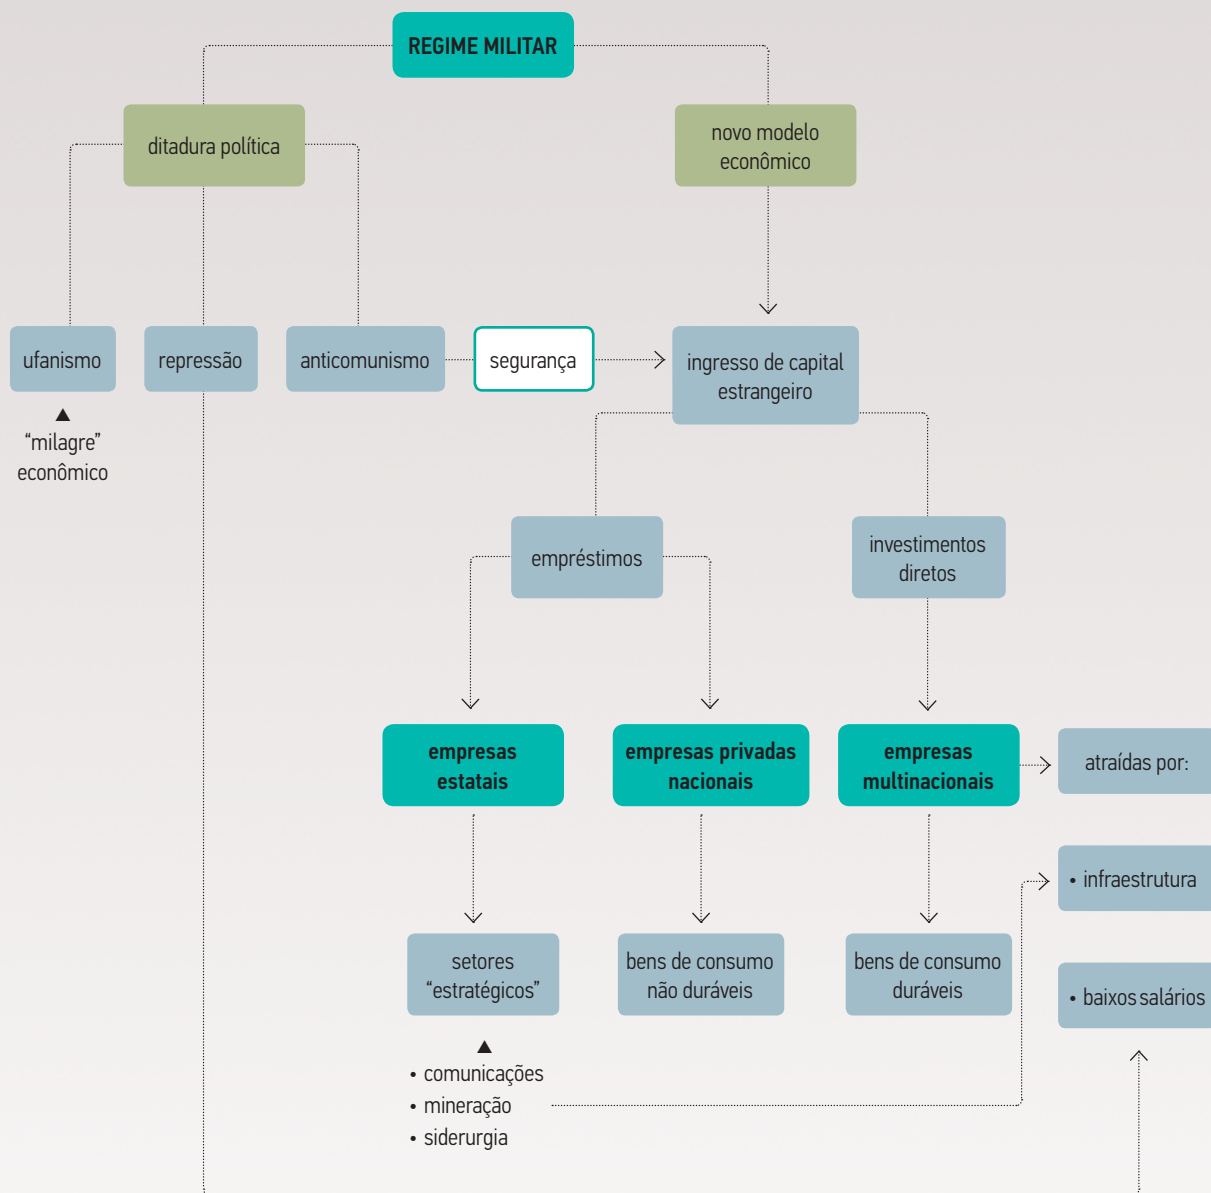 REGIME MILITAR
ditadura política
novo modelo
econômico
ufanismo
repressão
anticomunismo
segurança
ingresso de capital
estrangeiro
“milagre”
econômico
empréstimos
investimentos
diretos
empresas
estatais
empresas privadas
nacionais
empresas
multinacionais
atraídas por:
• infraestrutura
setores
“estratégicos”
bens de consumo
não duráveis
bens de consumo
duráveis
• baixos salários
• comunicações
• mineração
• siderurgia